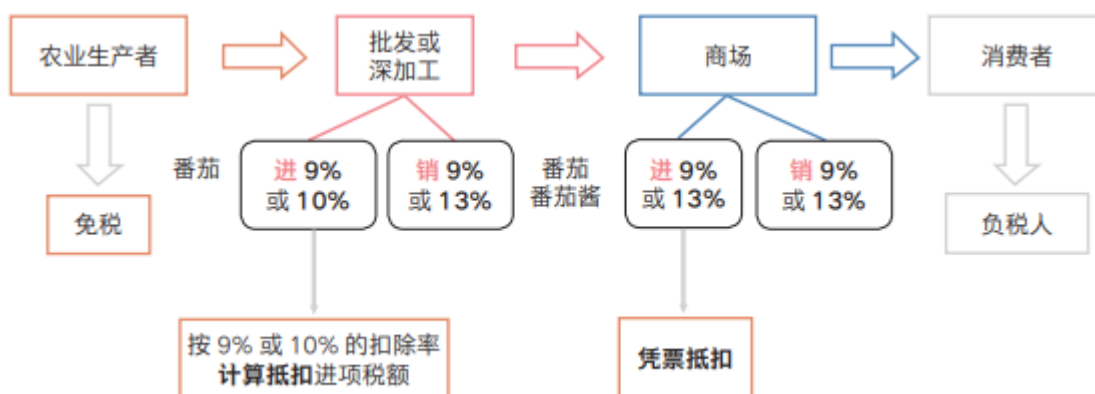 农业生产者
批发或
深加工
商场
消费者
番茄
进 9%
或 10%
销 9%
或 13%
番茄
番茄酱
进 9%
或 13%
销 9%
或 13%
免税
负税人
按 9% 或 10% 的扣除率
计算抵扣进项税额
凭票抵扣